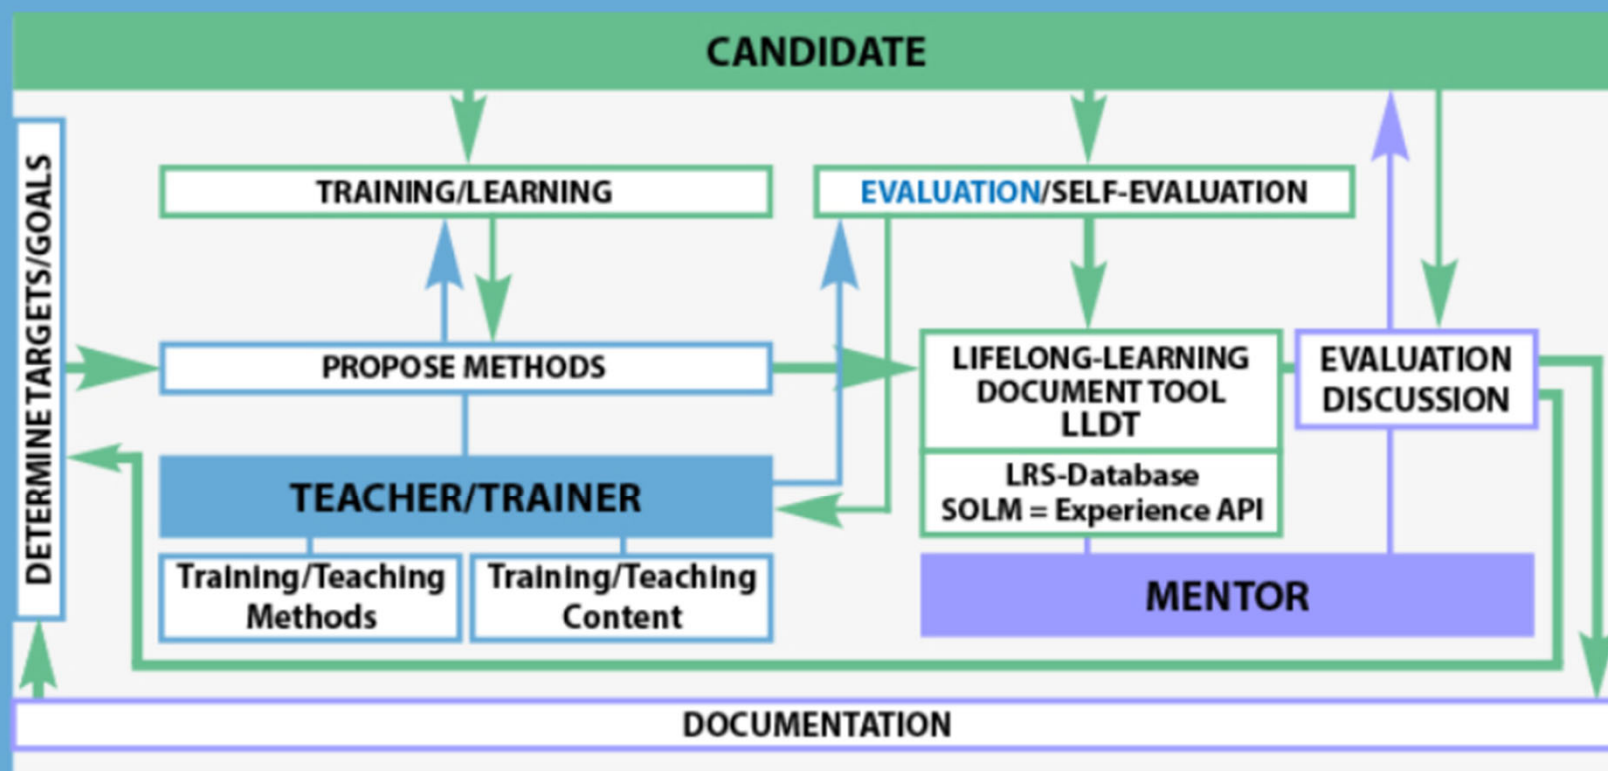 CANDIDATE
DETERMINE TARGETS/GOALS
TRAINING/LEARNING
EVALUATION/SELF-EVALUATION
PROPOSE METHODS
LIFELONG-LEARNING
DOCUMENT TOOL
LLDT
EVALUATION
DISCUSSION
LRS-Database
SOLM = Experience API
TEACHER/TRAINER
Training/Teaching
Methods
Training/Teaching
Content
MENTOR
DOCUMENTATION